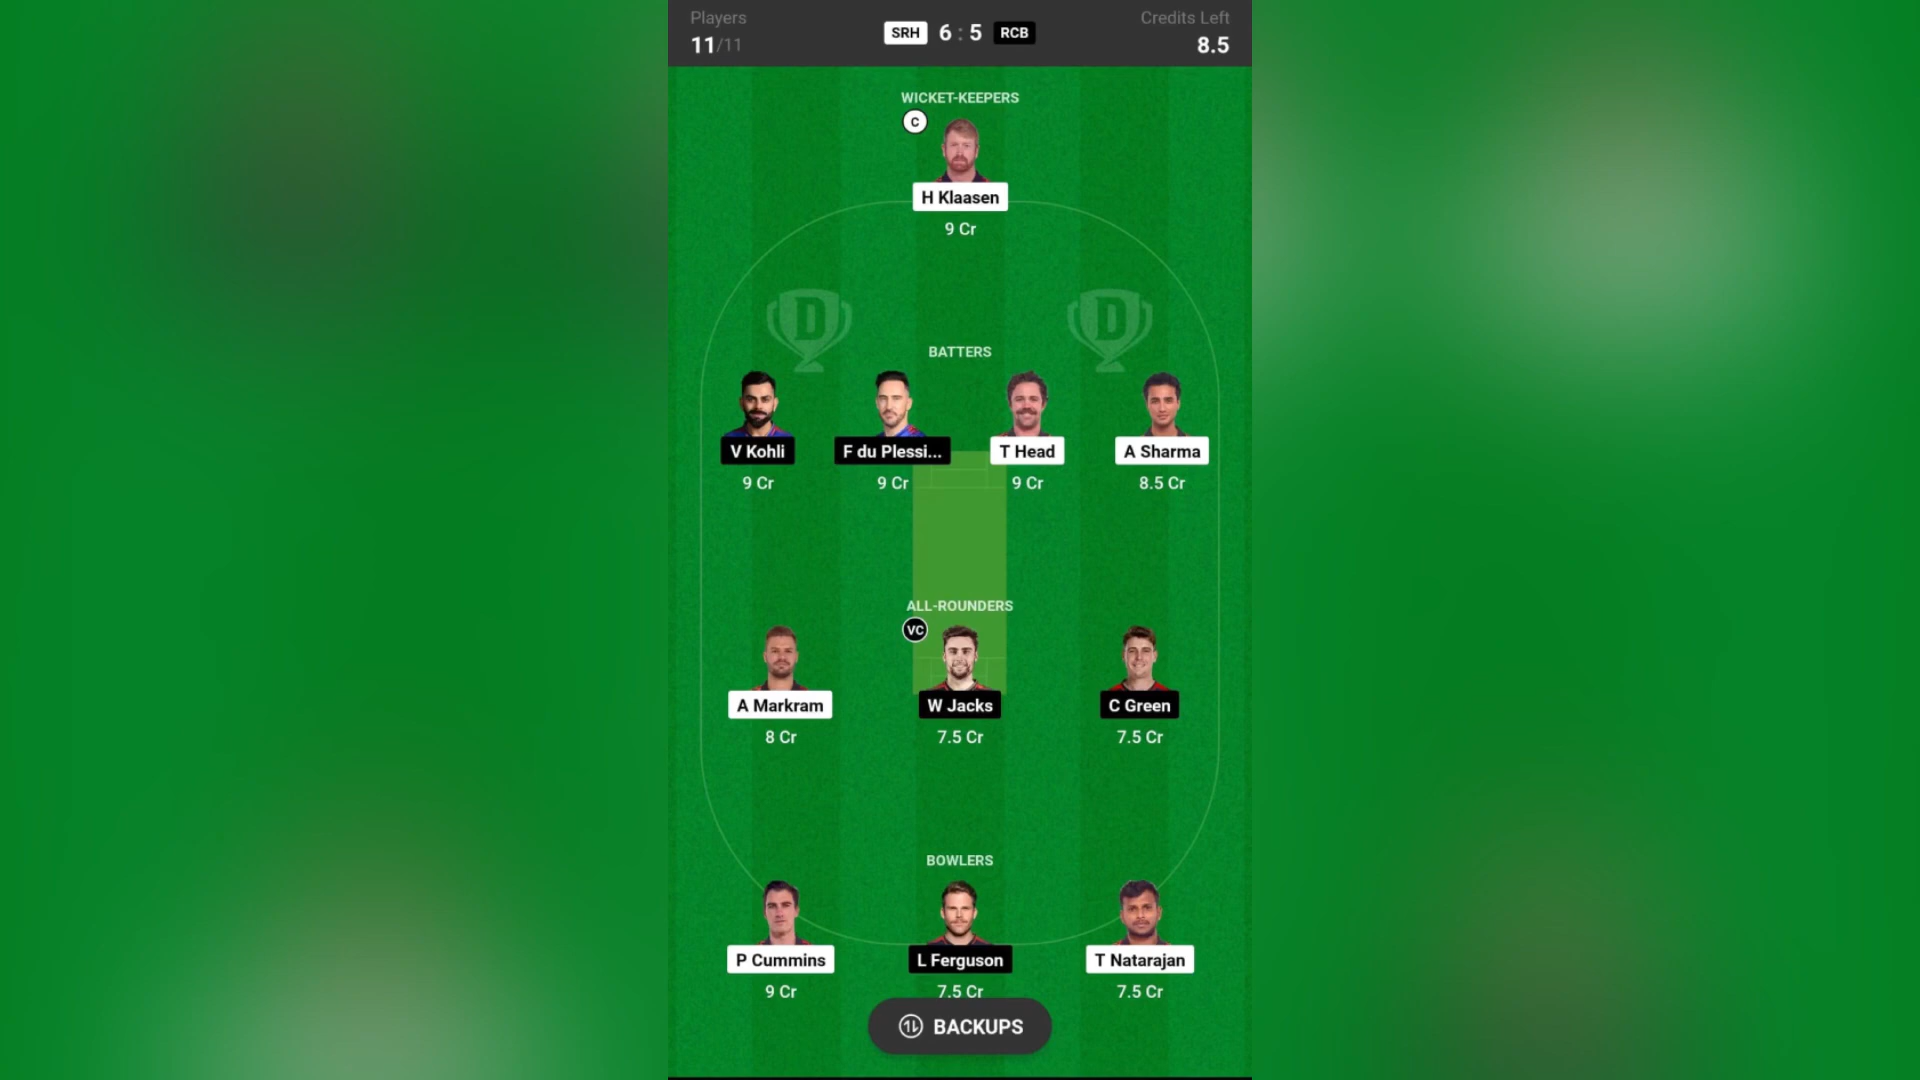 Players
Credits Left
11/11
SRH 6 : 5 RCB
8.5
WICKET-KEEPERS
C
H Klaasen
9 Cr
D D
BATTERS
V Kohli F du Plessi... T Head A Sharma
9 Cr 9 Cr 9 Cr 8.5 Cr
ALL-ROUNDERS
VC
A Markram W Jacks C Green
8 Cr 7.5 Cr 7.5 Cr
BOWLERS
P Cummins L Ferguson T Natarajan
9 Cr 7.5 Cr 7.5 Cr
BACKUPS